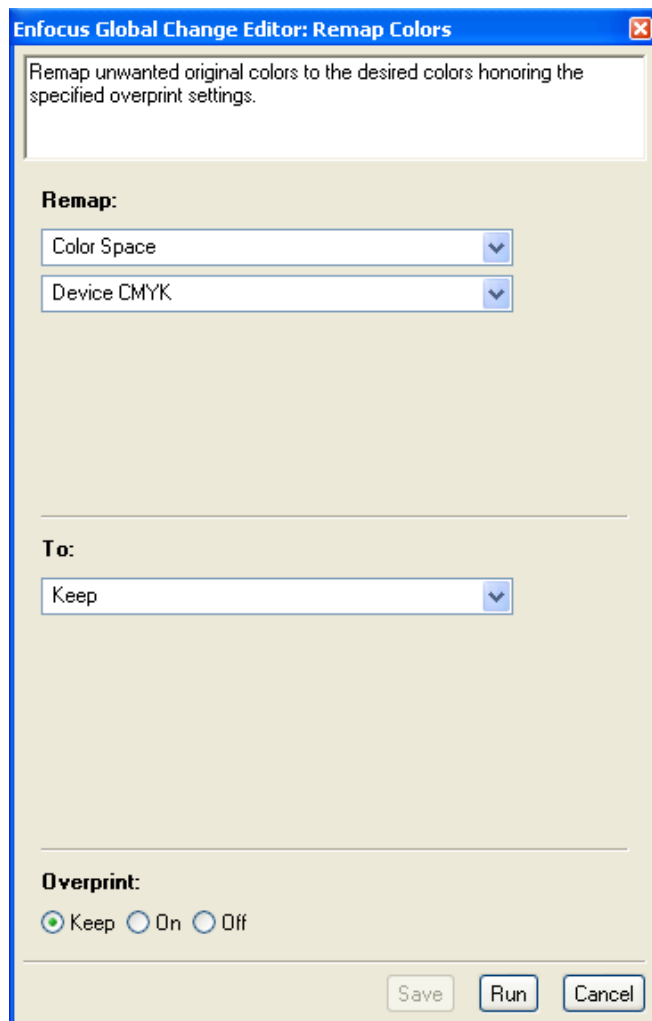 Enfocus Global Change Editor: Remap Colors
Remap unwanted original colors to the desired colors honoring the
specified overprint settings.
Remap:
Color Space
Device CMYK
To:
Keep
Overprint:
Keep On Off
Save Run Cancel